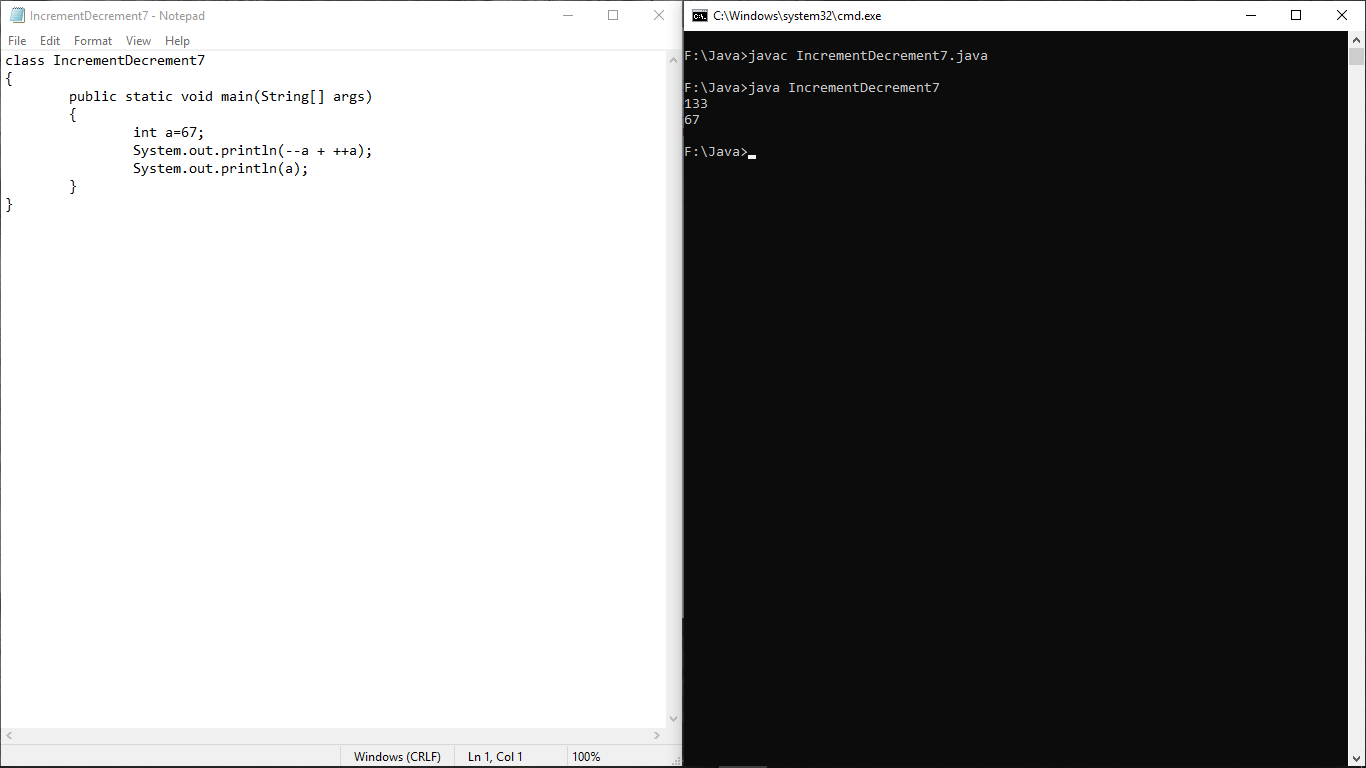 IncrementDecrement7 - Notepad
File Edit Format View Help
class IncrementDecrement7
{
public static void main(String[] args)
{
int a=67;
System.out.println(--a + ++a);
System.out.println(a);
}
}
Windows (CRLF) Ln 1, Col 1 100%
C:\Windows\system32\cmd.exe
F:\Java>javac IncrementDecrement7.java
F:\Java>java IncrementDecrement7
133
67
F:\Java>